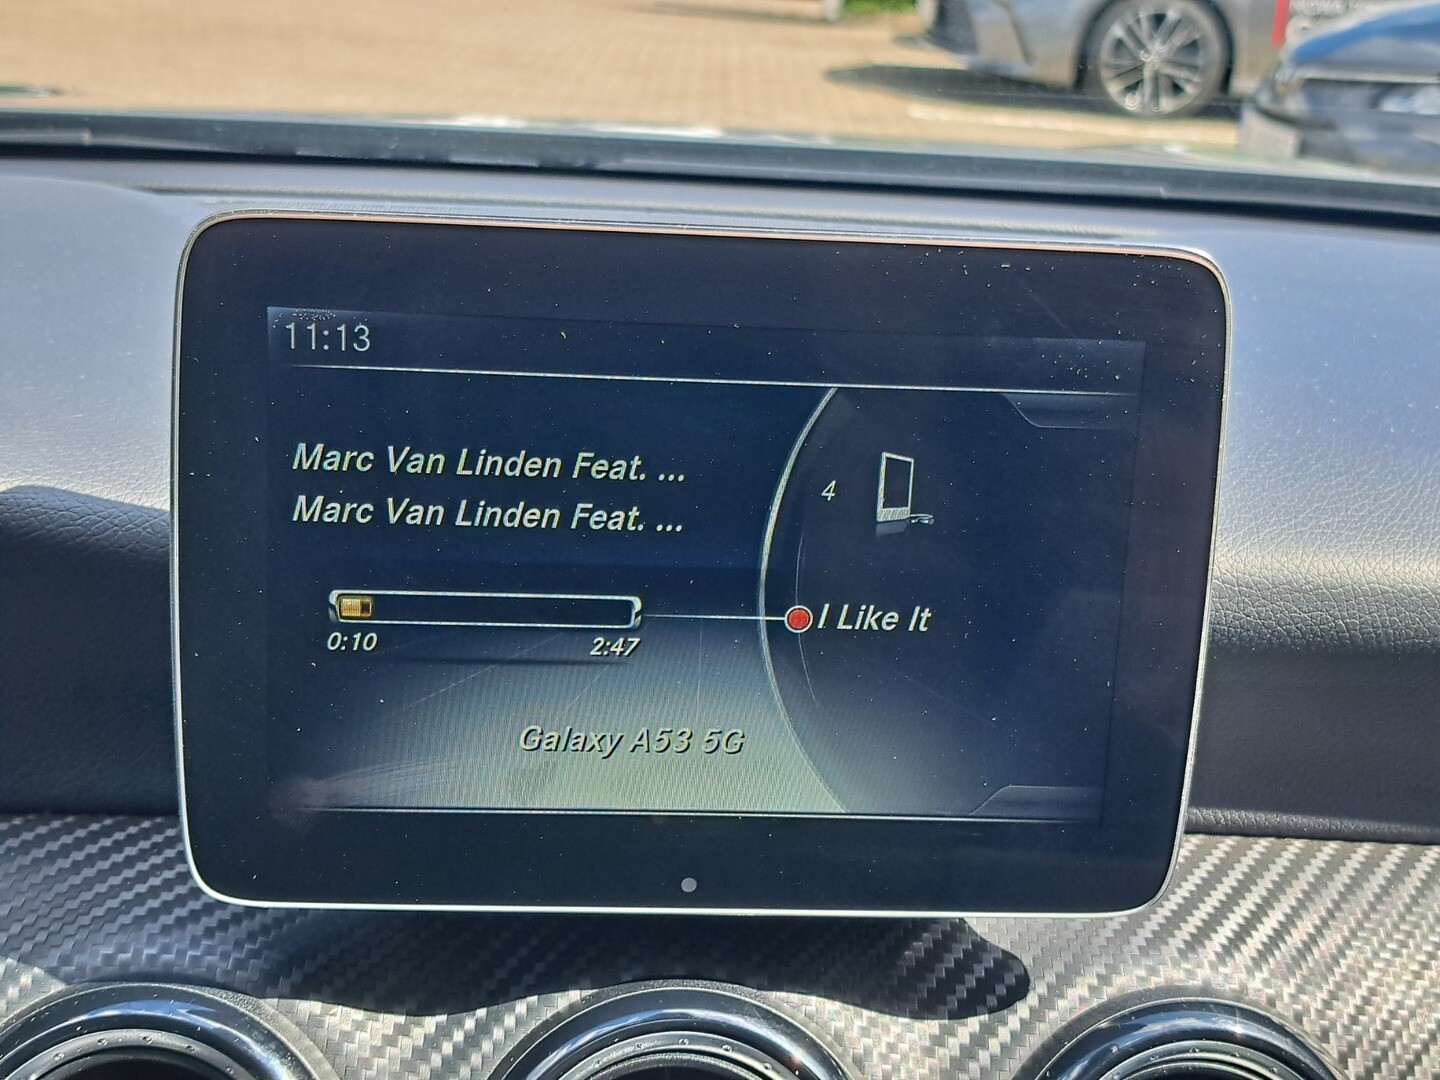 11:13
Marc Van Linden Feat. ...
Marc Van Linden Feat. ...
4
0:10
2:47
I Like It
Galaxy A53 5G